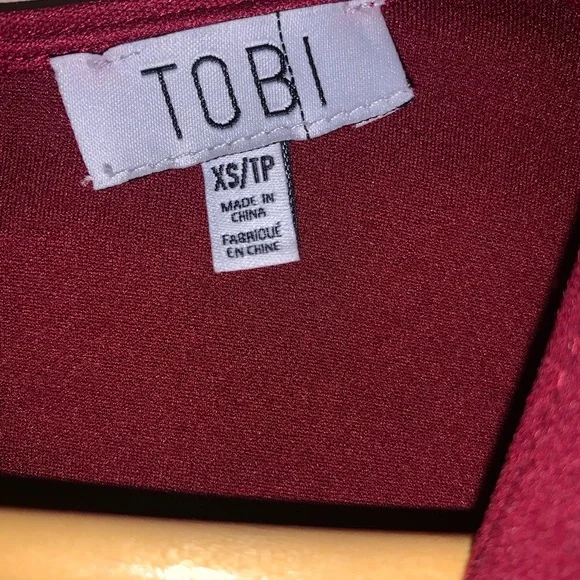 TOBI
XS/TP
MADE IN
CHINA
FABRIQUÉ
EN CHINE